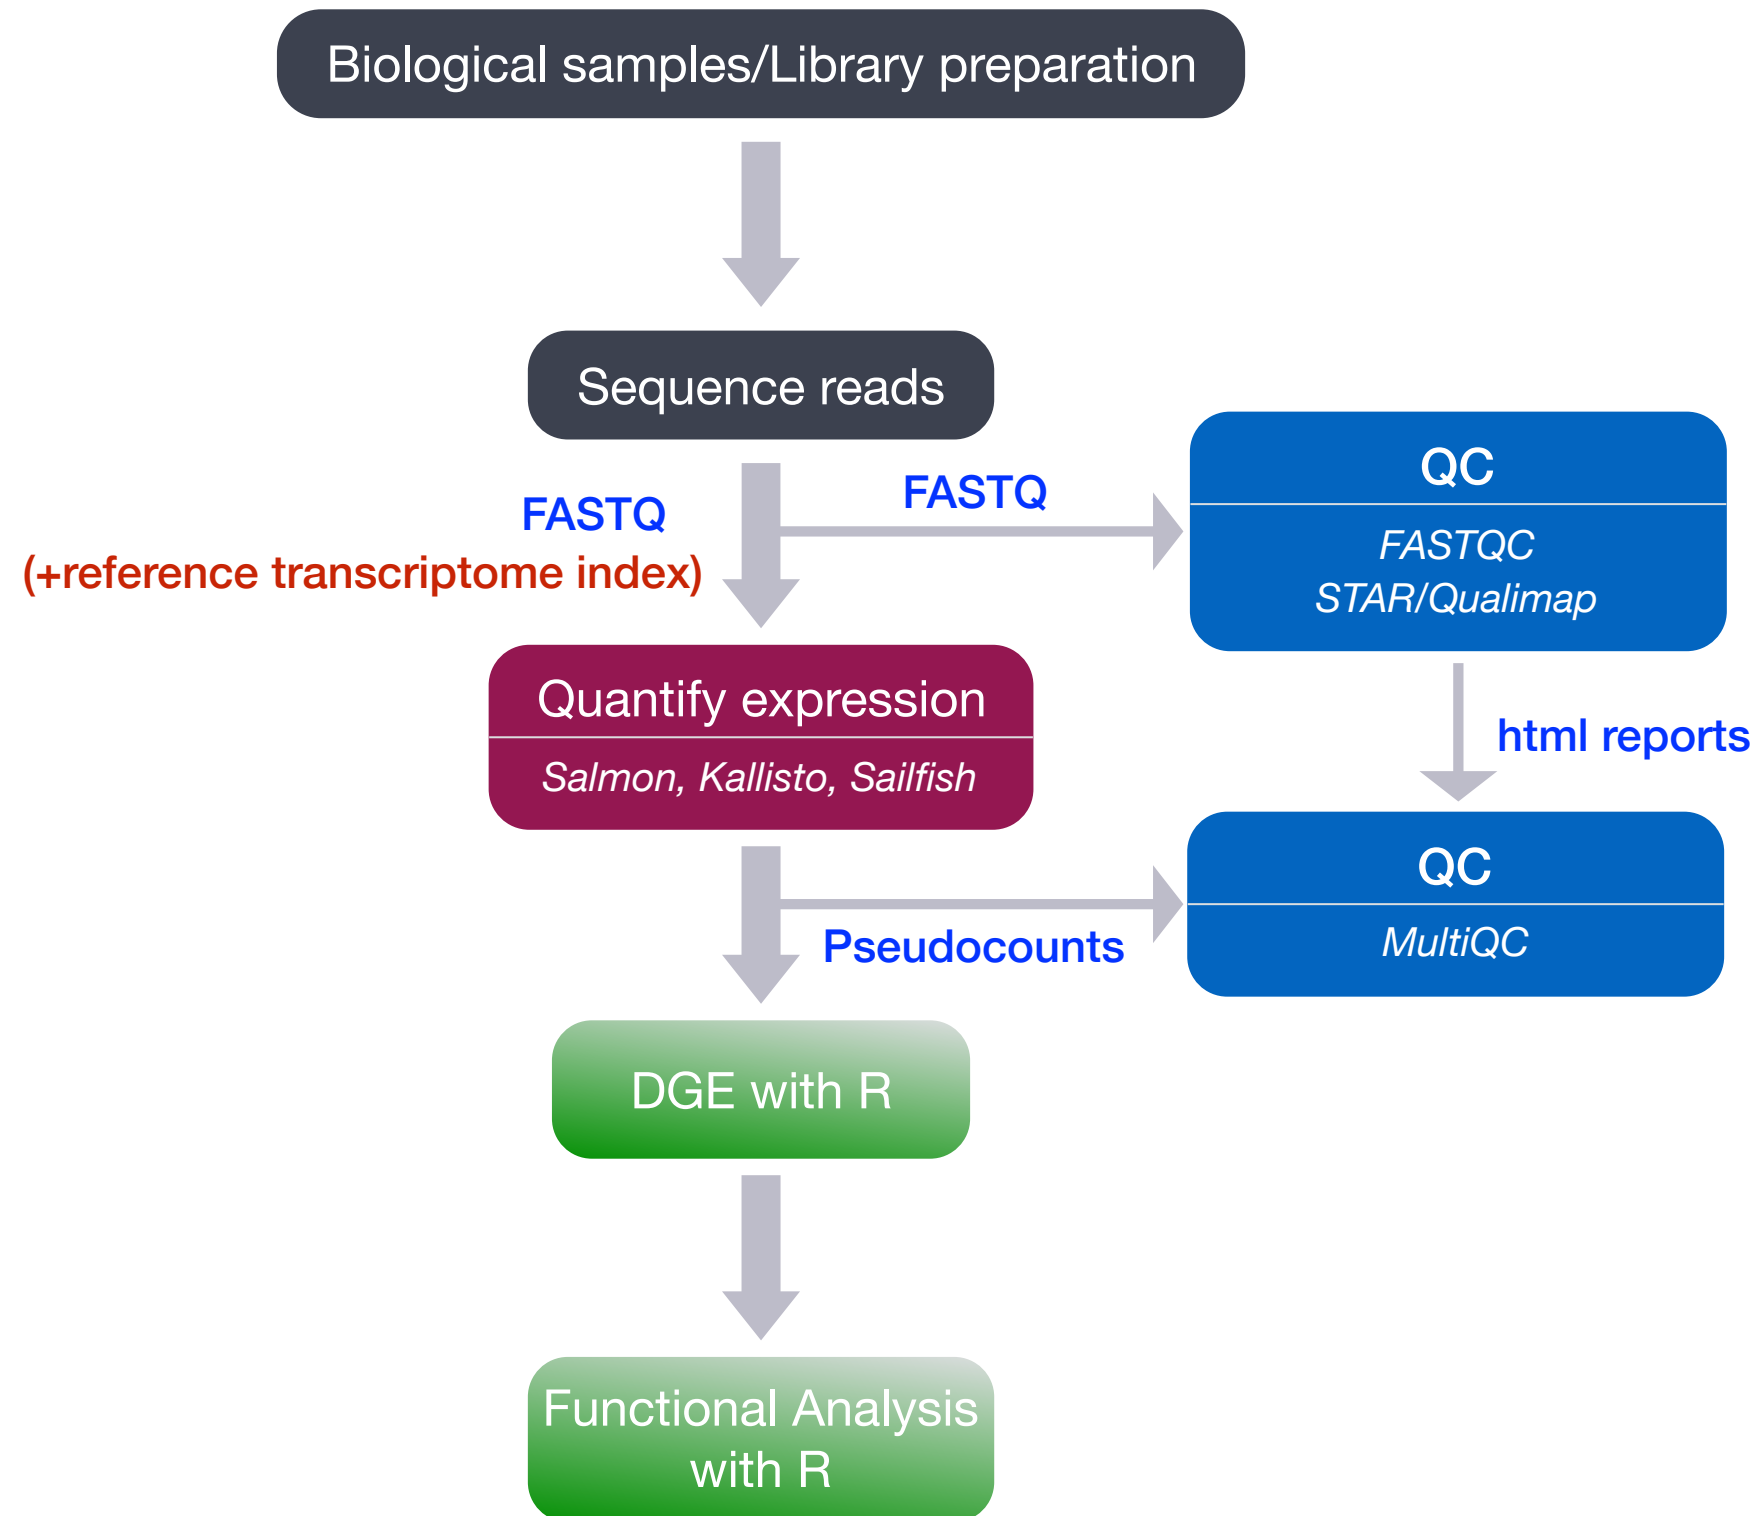 Biological samples/Library preparation
Sequence reads
FASTQ
(+reference transcriptome index)
FASTQ
QC
FASTQC
STAR/Qualimap
Quantify expression
Salmon, Kallisto, Sailfish
html reports
Pseudocounts
QC
MultiQC
DGE with R
Functional Analysis
with R